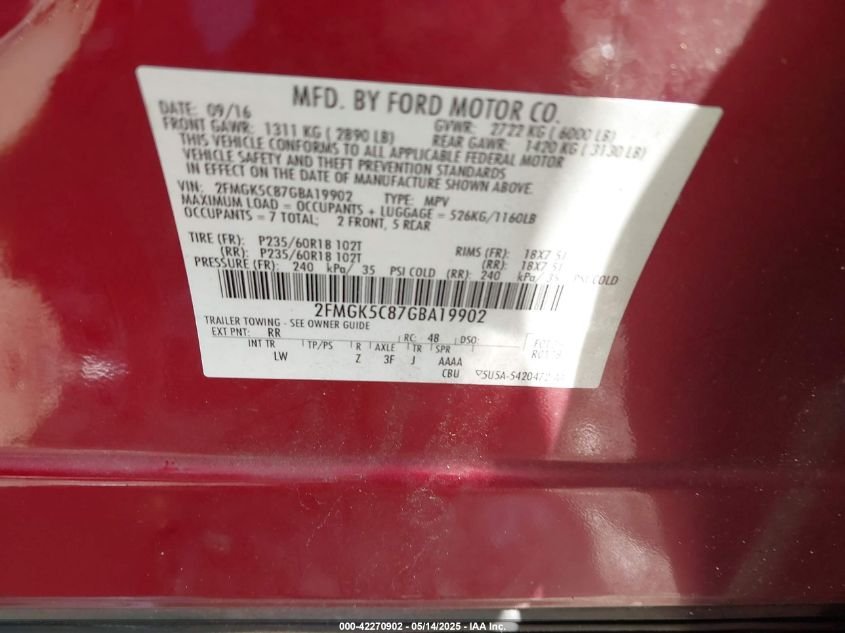 MFD. BY FORD MOTOR CO.
DATE: 09/16 GVWR: 2722 KG ( 6000 LB)
FRONT GAWR: 1311 KG ( 2890 LB) REAR GAWR: 1420 KG ( 3130 LB)
THIS VEHICLE CONFORMS TO ALL APPLICABLE FEDERAL MOTOR
VEHICLE SAFETY AND THEFT PREVENTION STANDARDS
IN EFFECT ON THE DATE OF MANUFACTURE SHOWN ABOVE.
VIN: 2FMGK5C87GBA19902 TYPE: MPV
MAXIMUM LOAD = OCCUPANTS + LUGGAGE = 526KG/1160LB
OCCUPANTS = 7 TOTAL; 2 FRONT, 5 REAR
TIRE (FR): P235/60R18 102T RIMS (FR): 18X7.5J
(RR): P235/60R18 102T (RR): 18X7.5J
PRESSURE (FR): 240 kPa/ 35 PSI COLD (RR): 240 kPa/ 35 PSI COLD
2FMGK5C87GBA19902
TRAILER TOWING - SEE OWNER GUIDE
EXT PNT: RR RC: 48 DSO:
INT TR TP/PS R AXLE TR SPR
LW Z 3F J AAAA
CBU
000-42270902 - 05/14/2025 - IAA Inc.